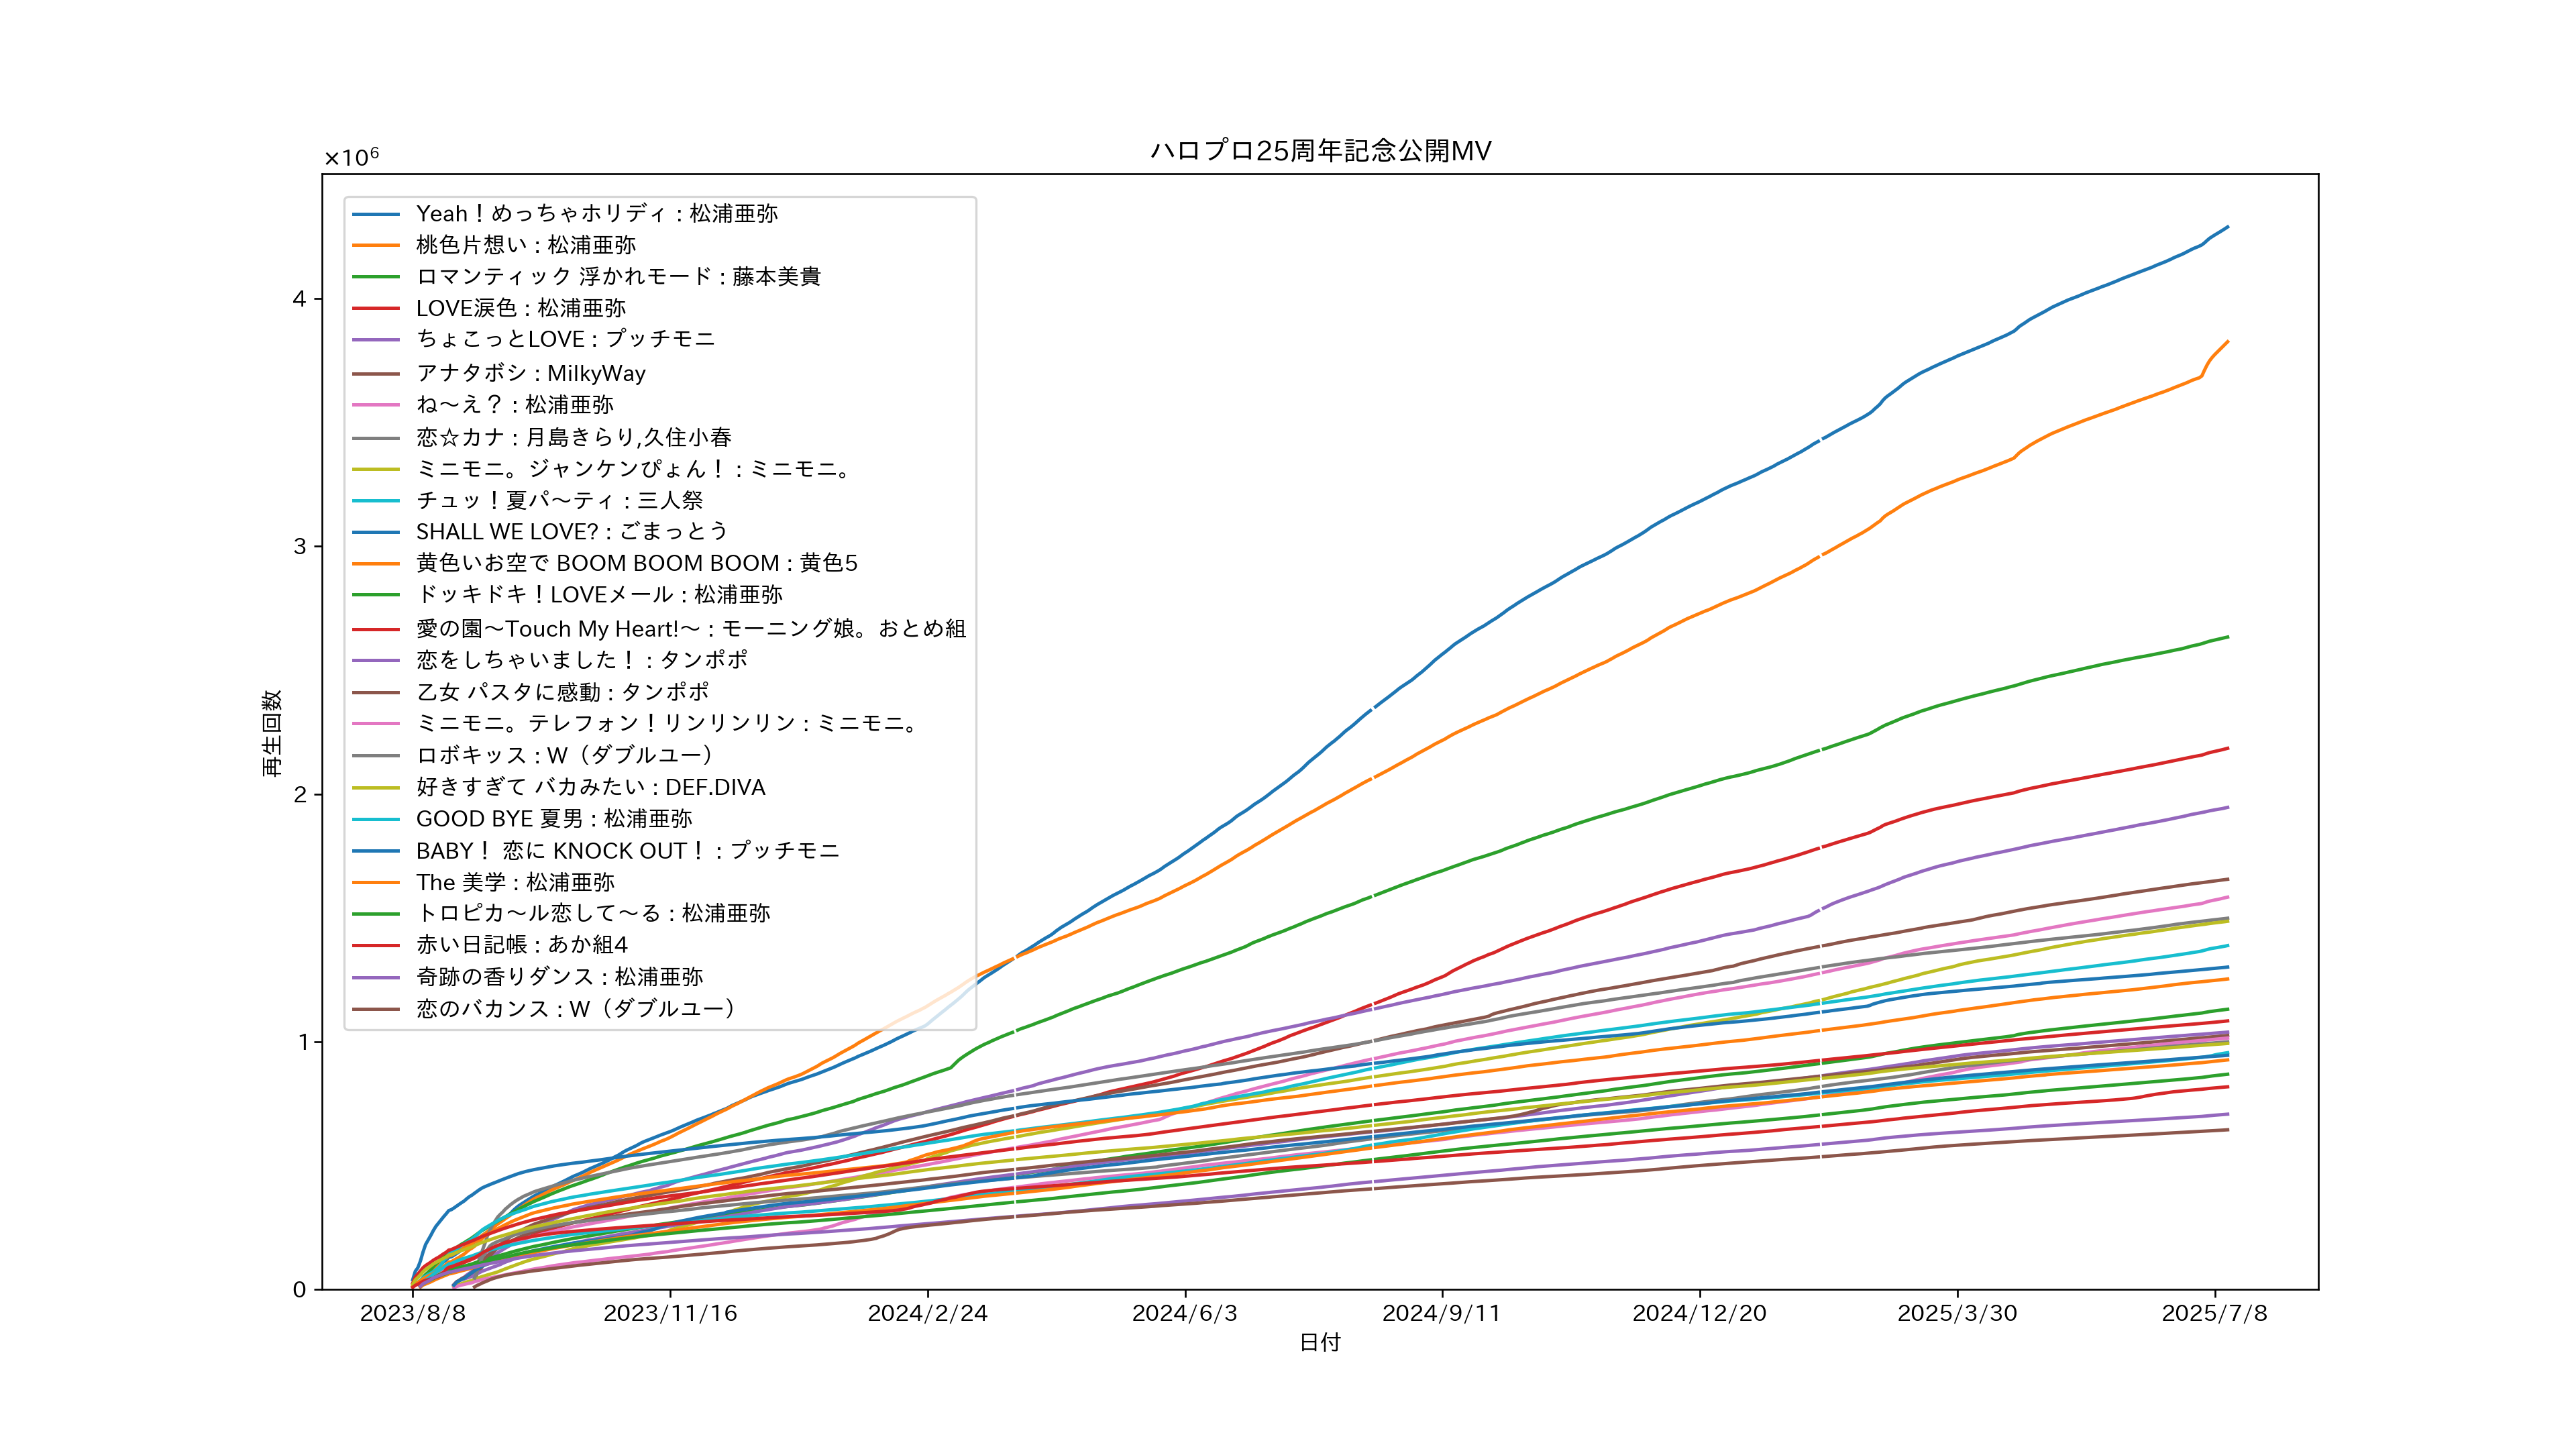 ハロプロ25周年記念公開MV
×10⁶
Yeah！めっちゃホリディ : 松浦亜弥
桃色片想い : 松浦亜弥
ロマンティック 浮かれモード : 藤本美貴
LOVE涙色 : 松浦亜弥
ちょこっとLOVE : プッチモニ
アナタボシ : MilkyWay
ね〜え？ : 松浦亜弥
恋☆カナ : 月島きらり,久住小春
ミニモニ。ジャンケンぴょん！ : ミニモニ。
チュッ！夏パ〜ティ : 三人祭
SHALL WE LOVE? : ごまっとう
黄色いお空で BOOM BOOM BOOM : 黄色5
ドッキドキ！LOVEメール : 松浦亜弥
愛の園〜Touch My Heart!〜 : モーニング娘。おとめ組
恋をしちゃいました！ : タンポポ
乙女 パスタに感動 : タンポポ
ミニモニ。テレフォン！リンリンリン : ミニモニ。
ロボキッス : W（ダブルユー）
好きすぎて バカみたい : DEF.DIVA
GOOD BYE 夏男 : 松浦亜弥
BABY！ 恋に KNOCK OUT！ : プッチモニ
The 美学 : 松浦亜弥
トロピカ〜ル恋して〜る : 松浦亜弥
赤い日記帳 : あか組4
奇跡の香りダンス : 松浦亜弥
恋のバカンス : W（ダブルユー）
再生回数
4
3
2
1
0
2023/8/8 2023/11/16 2024/2/24 2024/6/3 2024/9/11 2024/12/20 2025/3/30 2025/7/8
日付